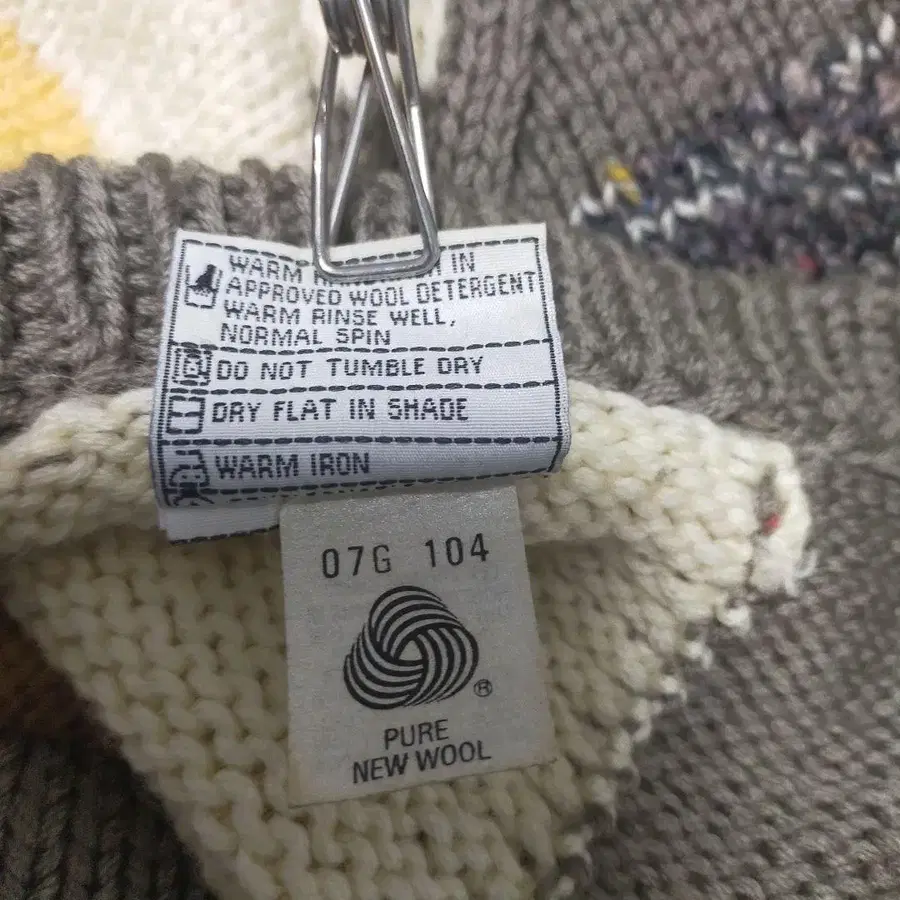 WARM IN
APPROVED WOOL DETERGENT
WARM RINSE WELL,
NORMAL SPIN
DO NOT TUMBLE DRY
DRY FLAT IN SHADE
WARM IRON
07G 104
®
PURE
NEW WOOL